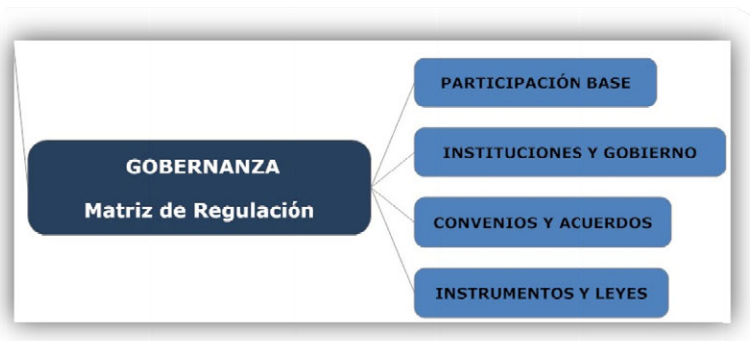 GOBERNANZA
Matriz de Regulación
PARTICIPACIÓN BASE
INSTITUCIONES Y GOBIERNO
CONVENIOS Y ACUERDOS
INSTRUMENTOS Y LEYES